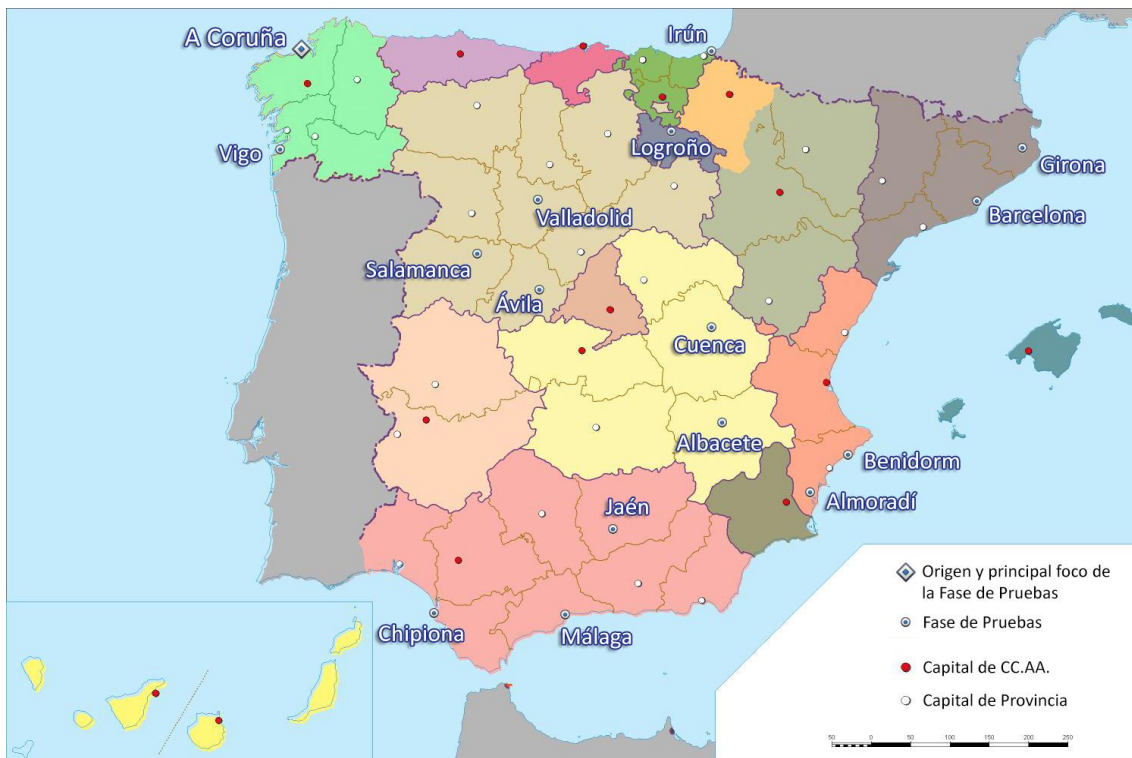 A Coruña
Irún
Vigo
Logroño
Girona
Valladolid
Barcelona
Salamanca
Ávila
Cuenca
Albacete
Benidorm
Almoradí
Jaén
Chipiona
Málaga
Origen y principal foco de
la Fase de Pruebas
Fase de Pruebas
Capital de CC.AA.
Capital de Provincia
50 0 50 100 150 200 250